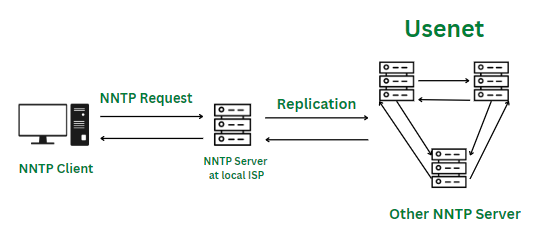 Usenet
NNTP Request
Replication
NNTP Client
NNTP Server
at local ISP
Other NNTP Server